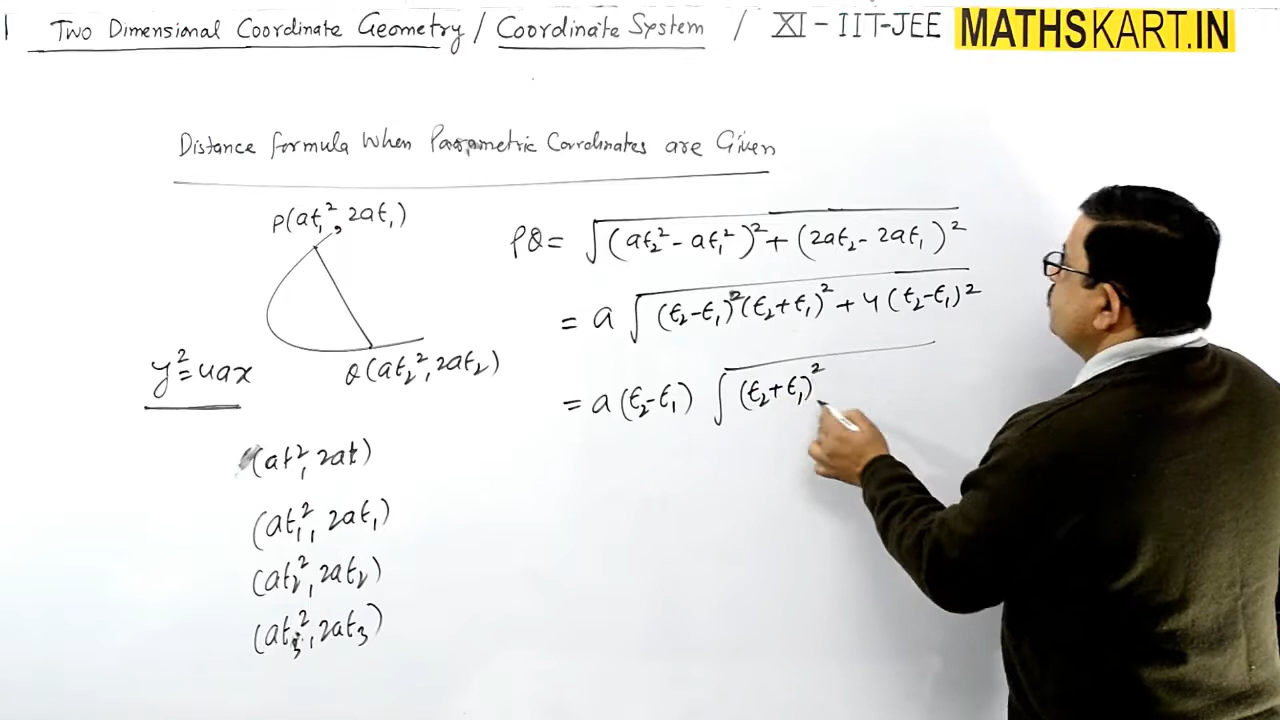 1 Two Dimensional Coordinate Geometry / Coordinate System / XI - IIT-JEE MATHSKART.IN
Distance formula When Parametric Coordinates are Given
P(at₁², 2at₁)
y² = 4ax
Q(at₂², 2at₂)
(at², 2at)
(at₁², 2at₁)
(at₂², 2at₂)
(at₃², 2at₃)
PQ = √(at₂² - at₁²)² + (2at₂ - 2at₁)²
= a √(t₂-t₁)²(t₂+t₁)² + 4(t₂-t₁)²
= a(t₂-t₁) √(t₂+t₁)²